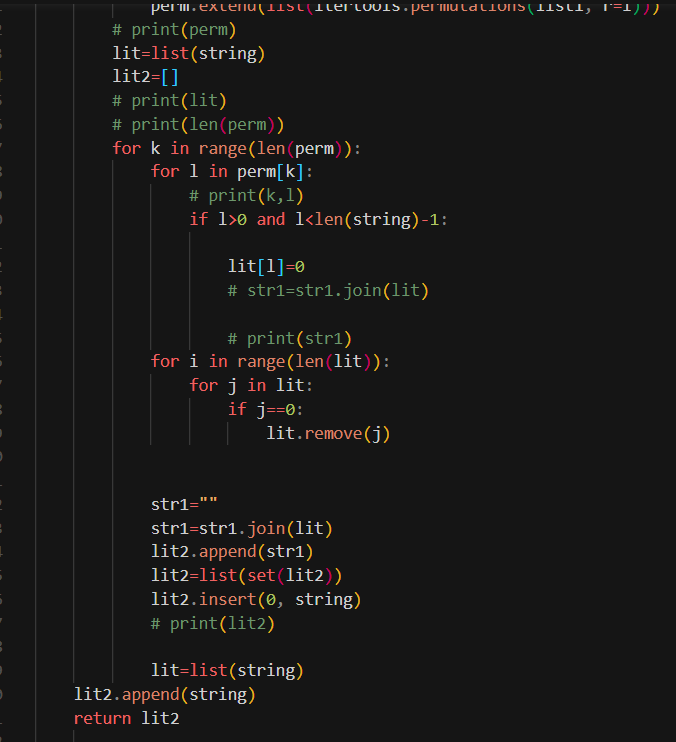 perm.extend(list(itertools.permutations(list1, r=i)))
# print(perm)
lit=list(string)
lit2=[]
# print(lit)
# print(len(perm))
for k in range(len(perm)):
for l in perm[k]:
# print(k,l)
if l>0 and l<len(string)-1:
lit[l]=0
# str1=str1.join(lit)
# print(str1)
for i in range(len(lit)):
for j in lit:
if j==0:
lit.remove(j)
str1=""
str1=str1.join(lit)
lit2.append(str1)
lit2=list(set(lit2))
lit2.insert(0, string)
# print(lit2)
lit=list(string)
lit2.append(string)
return lit2